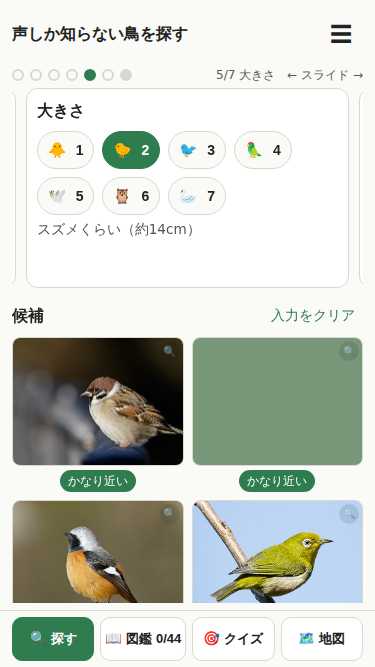 声しか知らない鳥を探す
5/7 大きさ ← スライド →
大きさ
1
2
3
4
5
6
7
スズメくらい（約14cm）
候補
入力をクリア
かなり近い
かなり近い
探す
図鑑 0/44
クイズ
地図